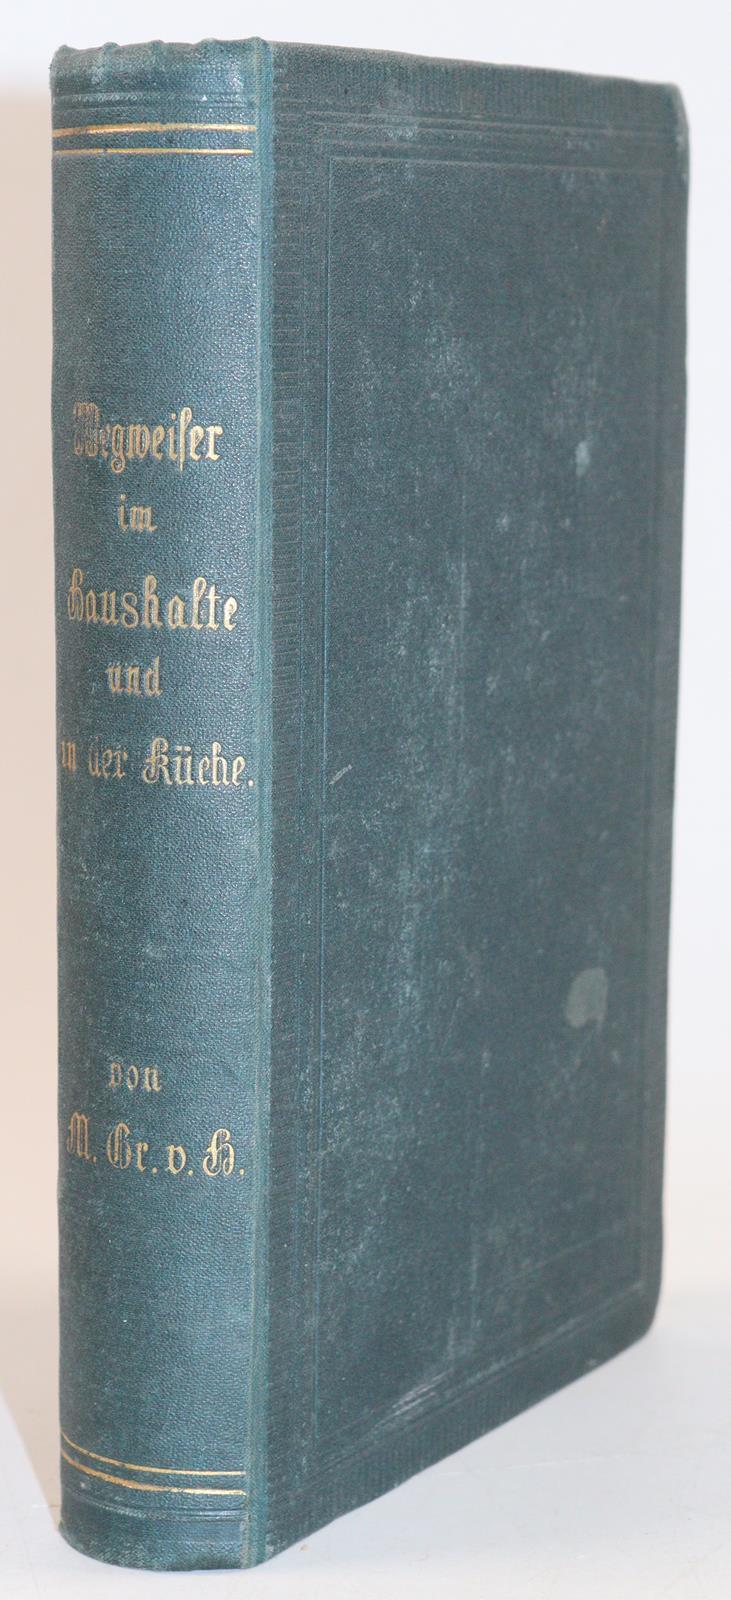 Wegweiser
im
Haushalte
und
in der Küche.
von
M. Gr. v. H.